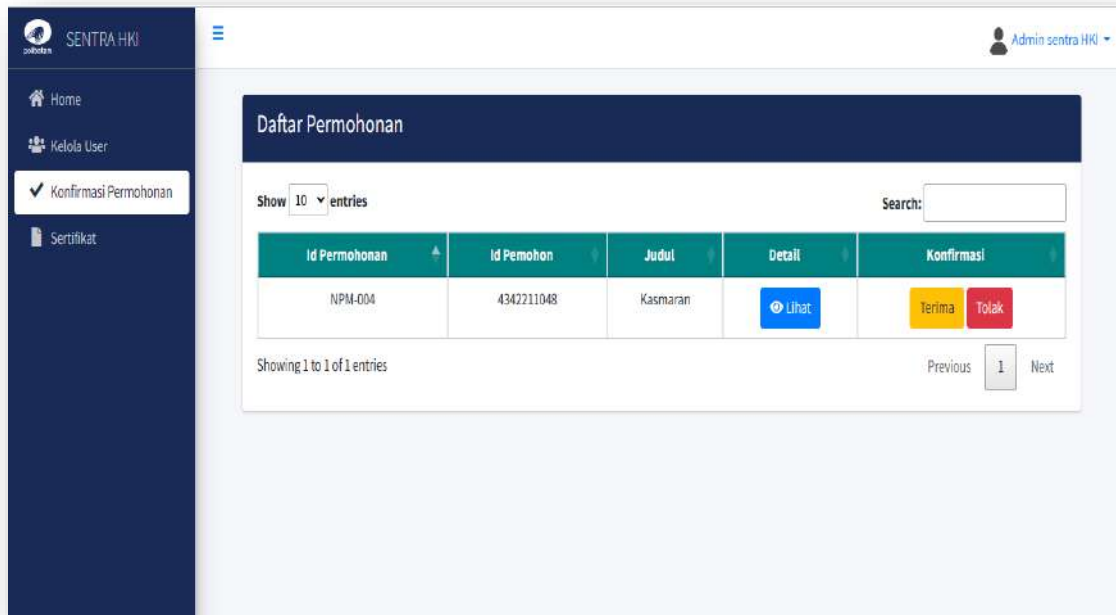 polbatam
SENTRA HKI
Admin sentra HKI
Home
Kelola User
Konfirmasi Permohonan
Sertifikat
Daftar Permohonan
Show 10 entries
Search:
Id Permohonan Id Pemohon Judul Detail Konfirmasi
NPM-004 4342211048 Kasmaran Lihat Terima Tolak
Showing 1 to 1 of 1 entries
Previous 1 Next